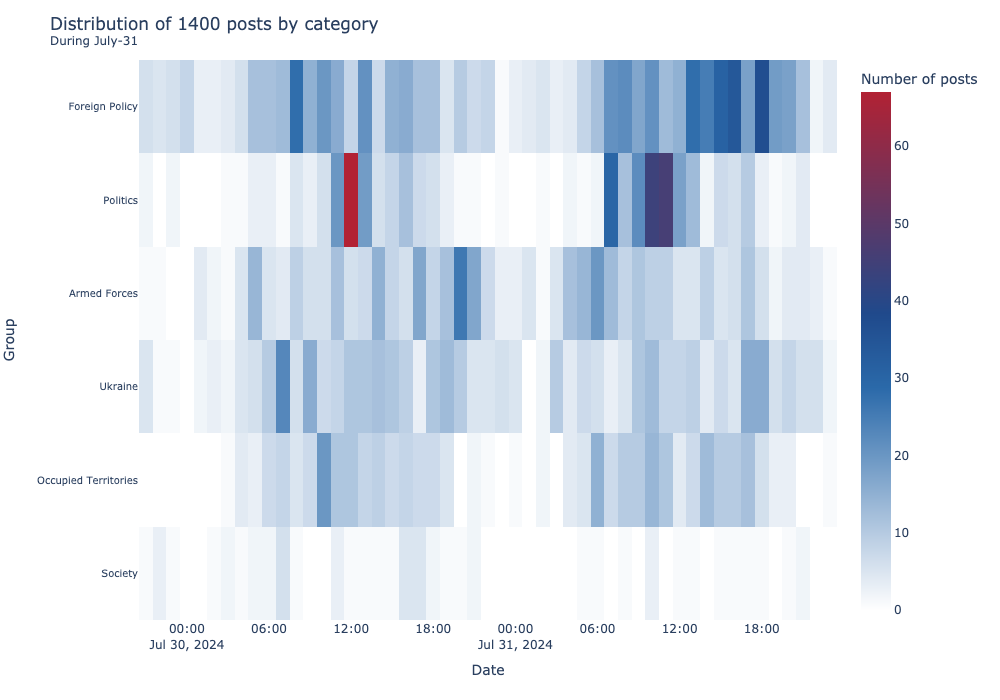 Distribution of 1400 posts by category
During July-31
Number of posts
Foreign Policy
Politics
Armed Forces
Ukraine
Occupied Territories
Society
Group
60
50
40
30
20
10
0
00:00 06:00 12:00 18:00 00:00 06:00 12:00 18:00
Jul 30, 2024 Jul 31, 2024
Date